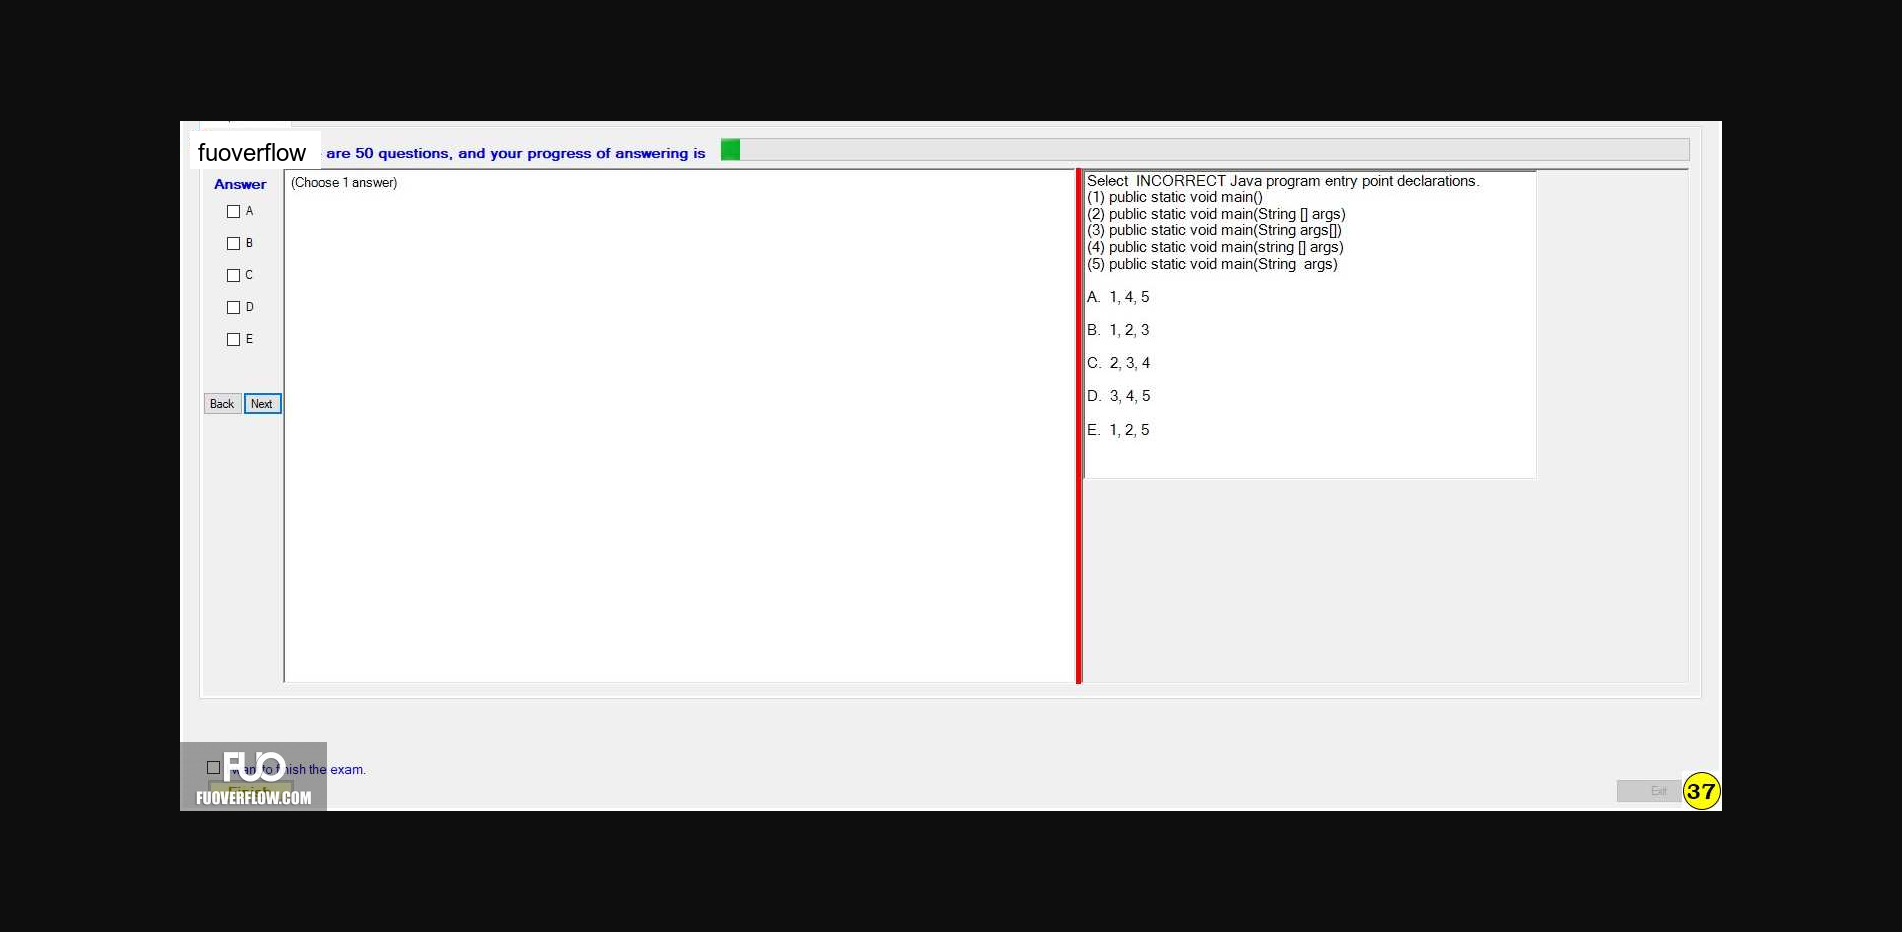 fuoverflow are 50 questions, and your progress of answering is
Answer
(Choose 1 answer)
A
B
C
D
E
Back Next
Select INCORRECT Java program entry point declarations.
(1) public static void main()
(2) public static void main(String [] args)
(3) public static void main(String args[])
(4) public static void main(string [] args)
(5) public static void main(String args)
A. 1, 4, 5
B. 1, 2, 3
C. 2, 3, 4
D. 3, 4, 5
E. 1, 2, 5
want to finish the exam.
FUO
Finish
FUOVERFLOW.COM
Exit
37